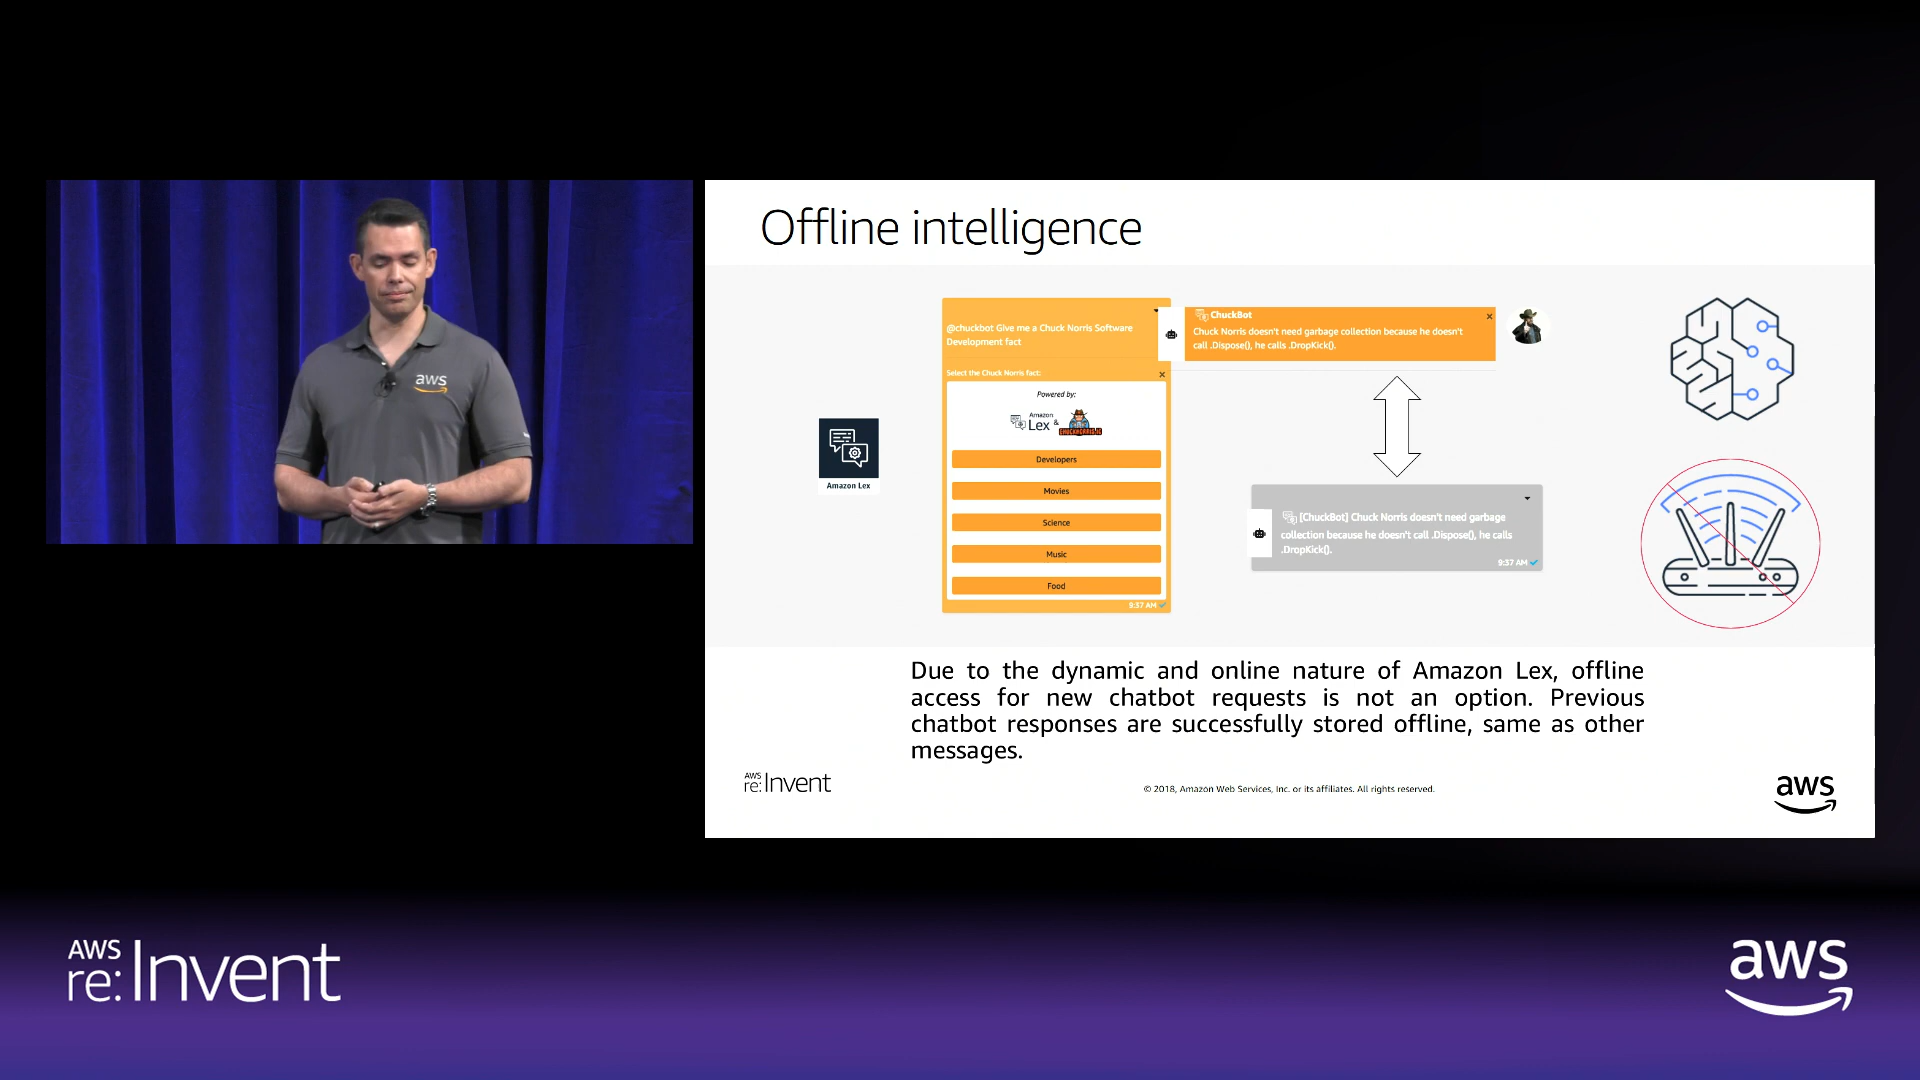 aws
Offline intelligence
@chuckbot Give me a Chuck Norris Software
Development fact
Select the Chuck Norris fact:
Powered by:
Amazon
Lex &
CHUCKNORRIS.IO
Developers
Movies
Science
Music
Food
9:37 AM
ChuckBot
Chuck Norris doesn't need garbage collection because he doesn't
call .Dispose(), he calls .DropKick().
Amazon Lex
[ChuckBot] Chuck Norris doesn't need garbage
collection because he doesn't call .Dispose(), he calls
.DropKick().
9:37 AM
Due to the dynamic and online nature of Amazon Lex, offline
access for new chatbot requests is not an option. Previous
chatbot responses are successfully stored offline, same as other
messages.
AWS
re:Invent
© 2018, Amazon Web Services, Inc. or its affiliates. All rights reserved.
aws
AWS
re:Invent
aws